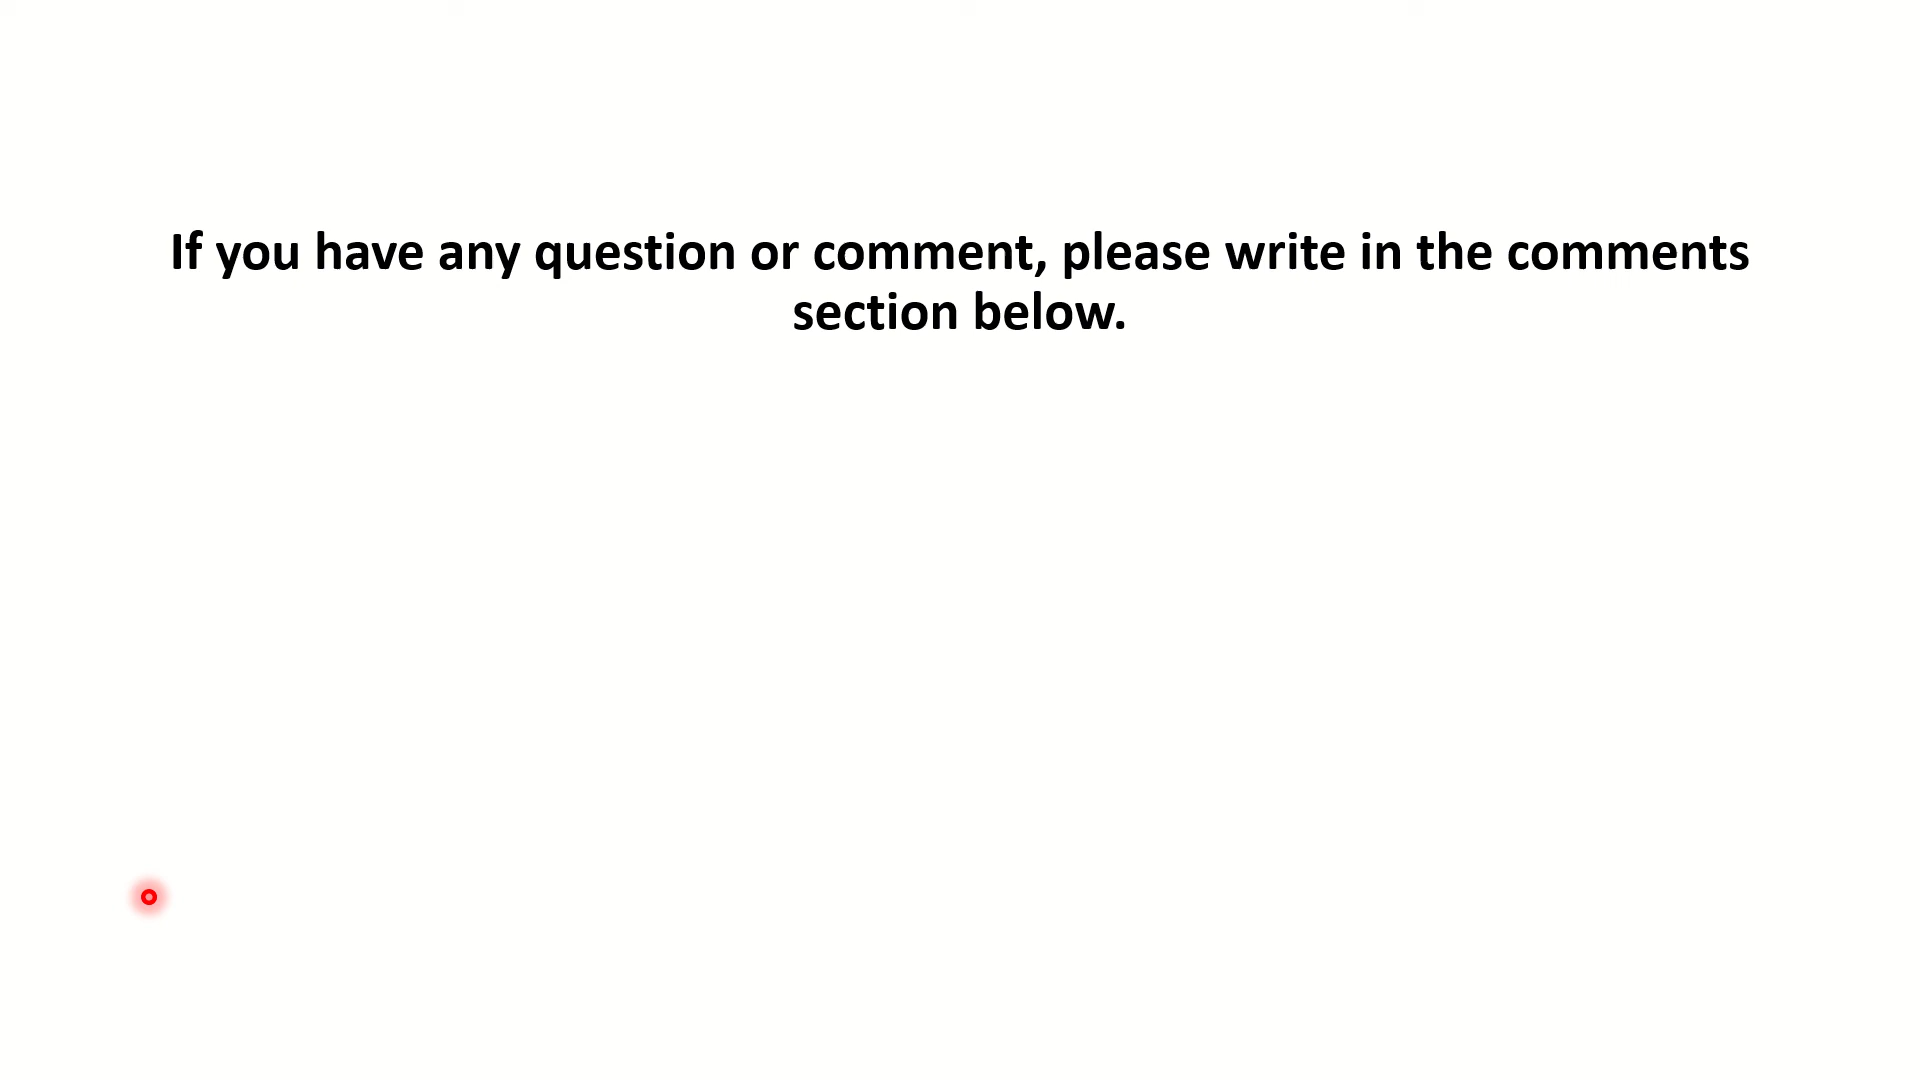 If you have any question or comment, please write in the comments
section below.